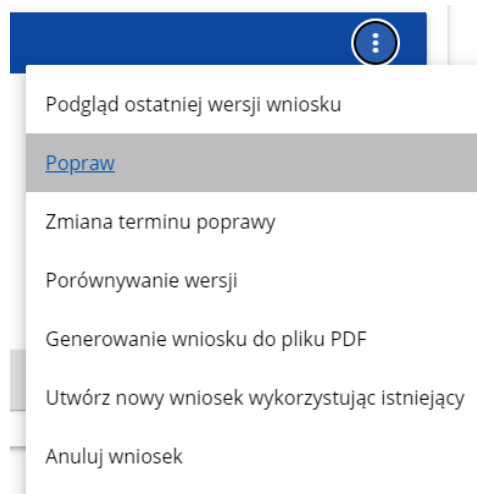 Podgląd ostatniej wersji wniosku
Popraw
Zmiana terminu poprawy
Porównywanie wersji
Generowanie wniosku do pliku PDF
Utwórz nowy wniosek wykorzystując istniejący
Anuluj wniosek